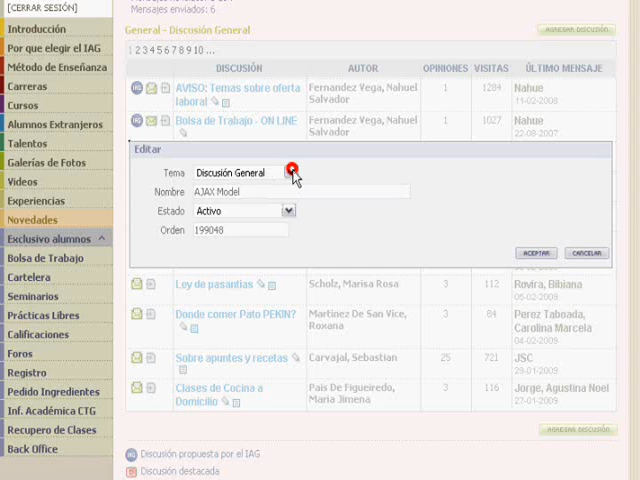 [CERRAR SESIÓN]
Introducción
Por que elegir el IAG
Método de Enseñanza
Carreras
Cursos
Alumnos Extranjeros
Talentos
Galerías de Fotos
Videos
Experiencias
Novedades
Exclusivo alumnos
Bolsa de Trabajo
Cartelera
Seminarios
Prácticas Libres
Calificaciones
Foros
Registro
Pedido Ingredientes
Inf. Académica CTG
Recupero de Clases
Back Office
Mensajes enviados: 6
General - Discusión General
AGREGAR DISCUSIÓN
1 2 3 4 5 6 7 8 9 10 ...
DISCUSIÓN AUTOR OPINIONES VISITAS ÚLTIMO MENSAJE
AVISO: Temas sobre oferta laboral Fernandez Vega, Nahuel Salvador 1 1284 Nahue 11-02-2008
Bolsa de Trabajo - ON LINE Fernandez Vega, Nahuel Salvador 1 1027 Nahue 22-08-2007
Editar
Tema Discusión General
Nombre AJAX Model
Estado Activo
Orden 199048
ACEPTAR CANCELAR
Ley de pasantias Scholz, Marisa Rosa 3 112 Rovira, Bibiana 05-02-2009
Donde comer Pato PEKIN? Martinez De San Vice, Roxana 3 84 Perez Taboada, Carolina Marcela 04-02-2009
Sobre apuntes y recetas Carvajal, Sebastian 25 721 JSC 29-01-2009
Clases de Cocina a Domicilio Pais De Figueiredo, Maria Jimena 3 116 Jorge, Agustina Noel 27-01-2009
AGREGAR DISCUSIÓN
Discusión propuesta por el IAG
Discusión destacada